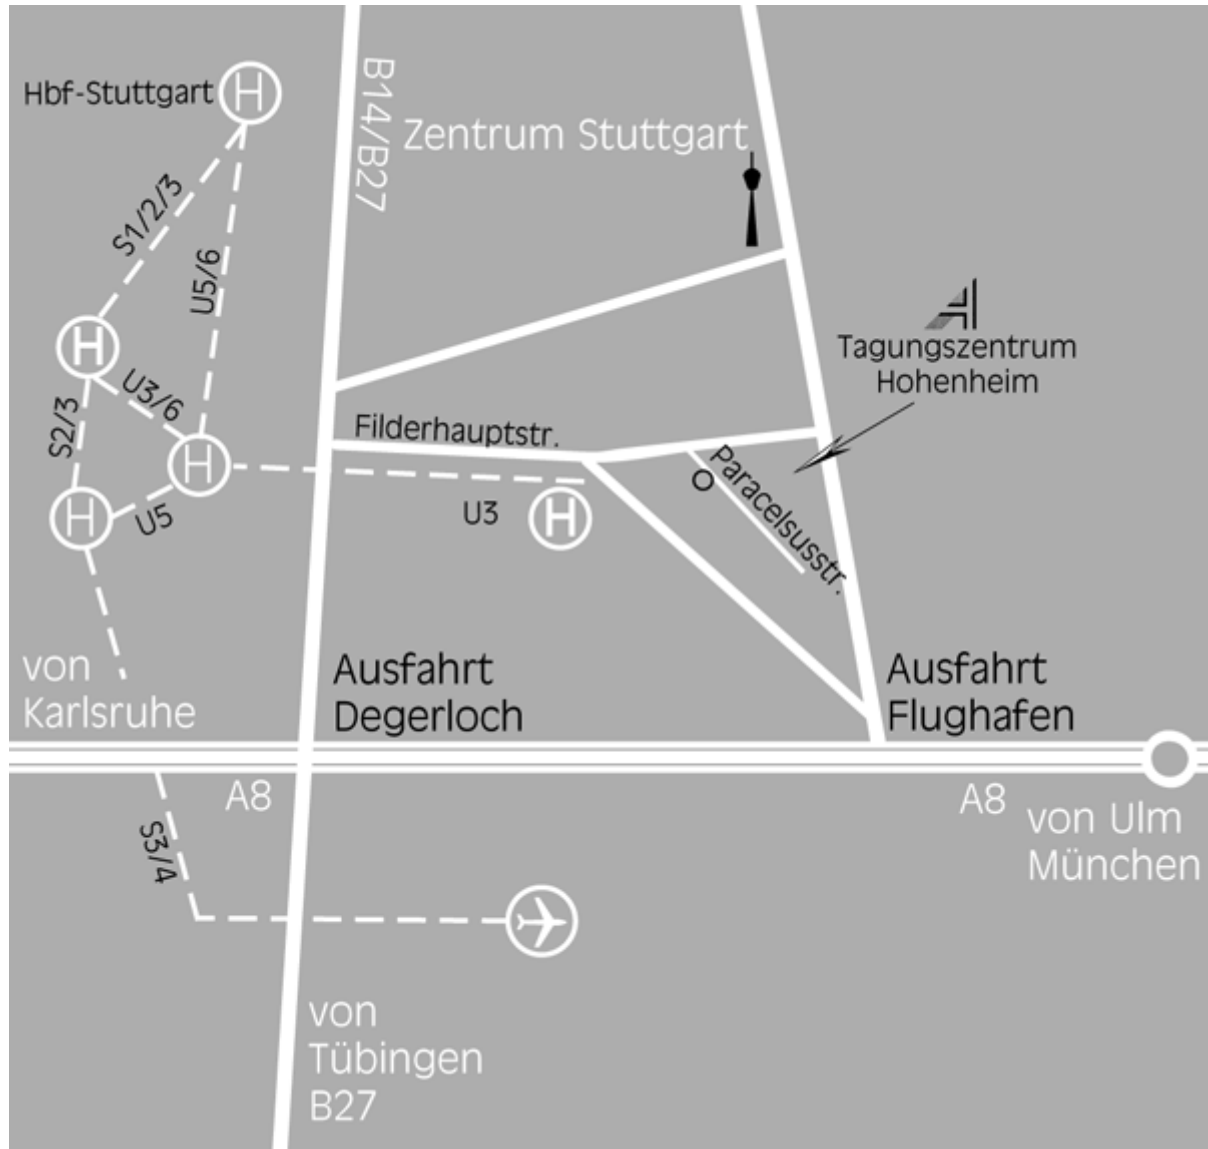 Hbf-Stuttgart
H
B14/B27
Zentrum Stuttgart
S1/2/3
U5/6
H
U3/6
S2/3
H
H
U5
Tagungszentrum
Hohenheim
Filderhauptstr.
U3
H
Paracelsusstr.
von
Karlsruhe
Ausfahrt
Degerloch
Ausfahrt
Flughafen
A8
A8
von Ulm
München
S3/4
von
Tübingen
B27